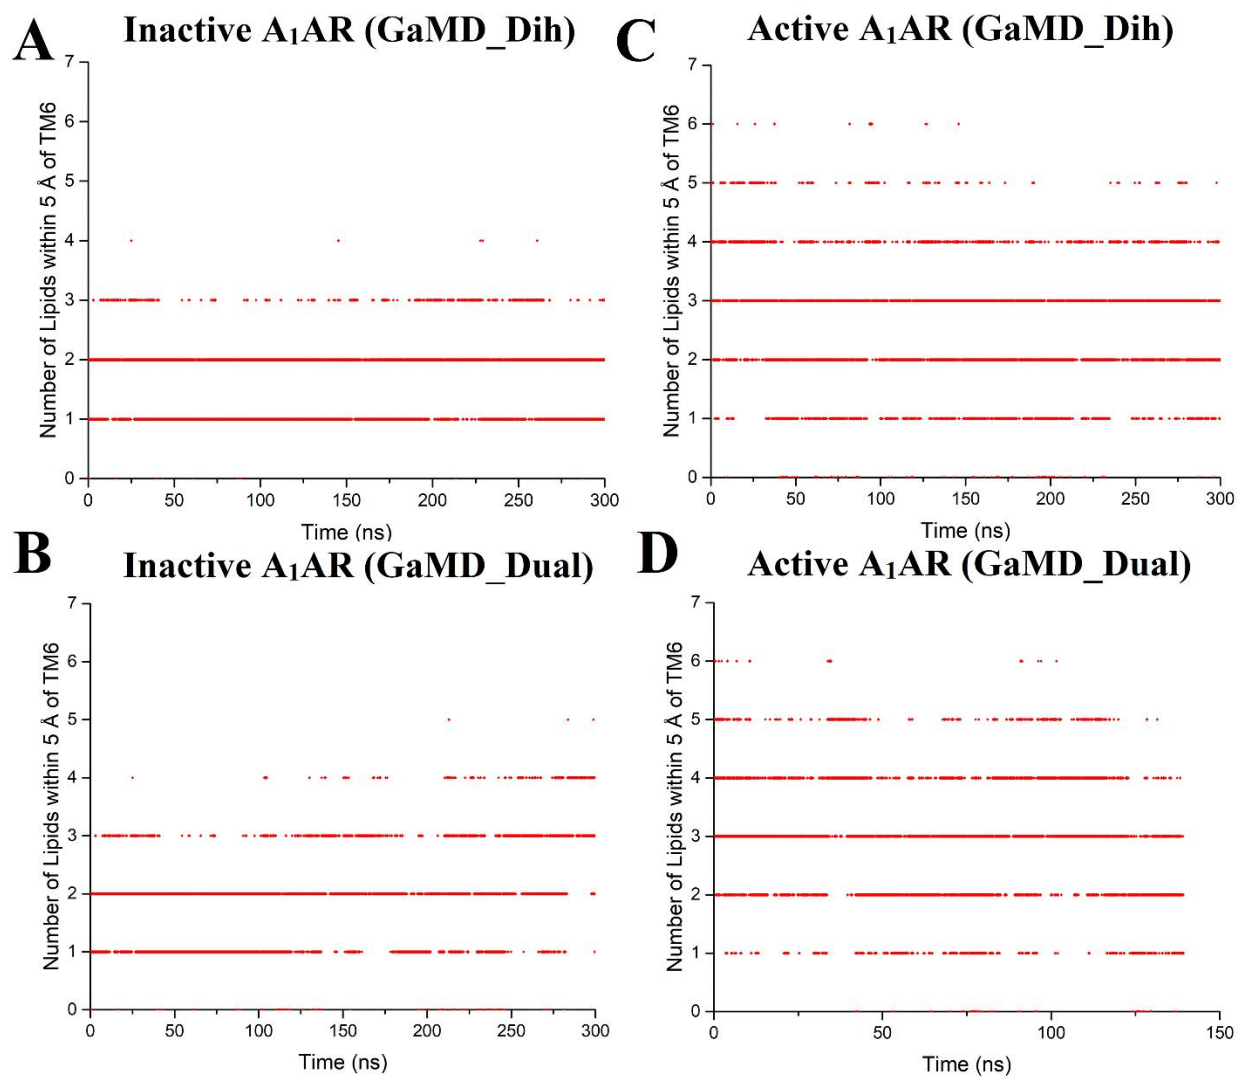 A
Inactive A₁AR (GaMD_Dih)
Number of Lipids within 5 Å of TM6
7
6
5
4
3
2
1
0
0 50 100 150 200 250 300
Time (ns)
B
Inactive A₁AR (GaMD_Dual)
Number of Lipids within 5 Å of TM6
7
6
5
4
3
2
1
0
0 50 100 150 200 250 300
Time (ns)
C
Active A₁AR (GaMD_Dih)
Number of Lipids within 5 Å of TM6
7
6
5
4
3
2
1
0
0 50 100 150 200 250 300
Time (ns)
D
Active A₁AR (GaMD_Dual)
Number of Lipids within 5 Å of TM6
7
6
5
4
3
2
1
0
0 50 100 150
Time (ns)